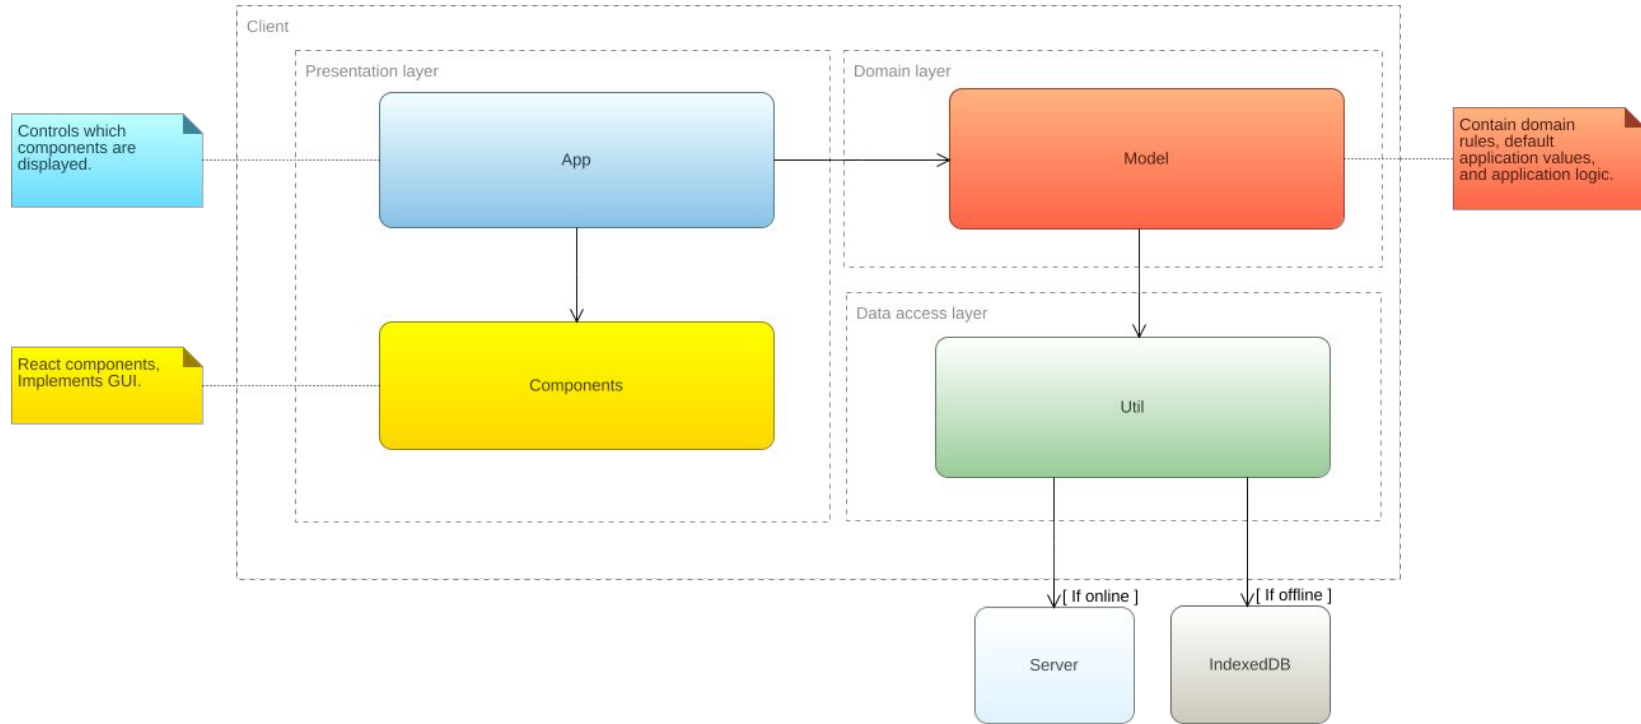 Client
Presentation layer
Domain layer
Controls which
components are
displayed.
App
Model
Contain domain
rules, default
application values,
and application logic.
Data access layer
React components,
Implements GUI.
Components
Util
[ If online ]
[ If offline ]
Server
IndexedDB